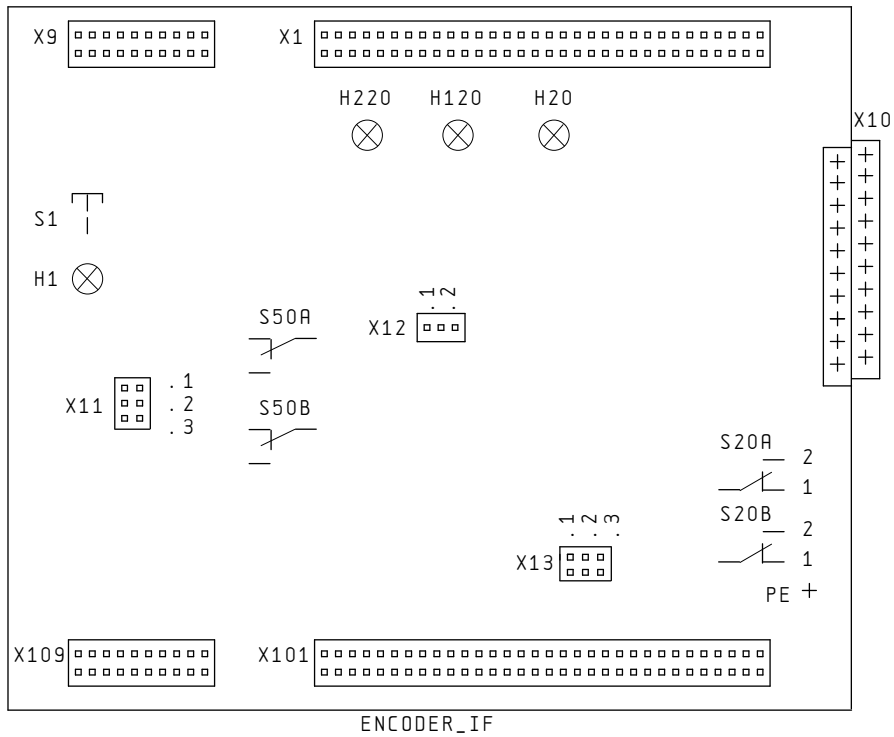 X9
X1
H220
H120
H20
X10
S1
H1
S50A
X12
.1
.2
X11
.1
.2
.3
S50B
S20A
2
1
S20B
2
1
X13
.1
.2
.3
PE
X109
X101
ENCODER_IF